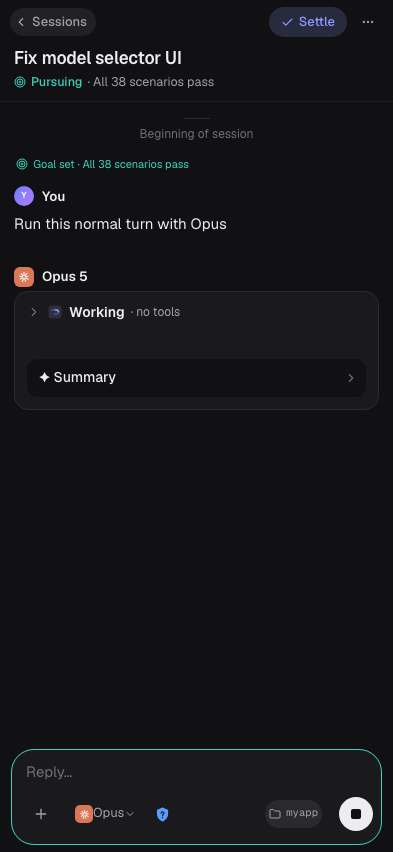 Sessions
Settle
Fix model selector UI
Pursuing · All 38 scenarios pass
Beginning of session
Goal set · All 38 scenarios pass
Y You
Run this normal turn with Opus
Opus 5
Working · no tools
Summary
Reply...
Opus
?
myapp